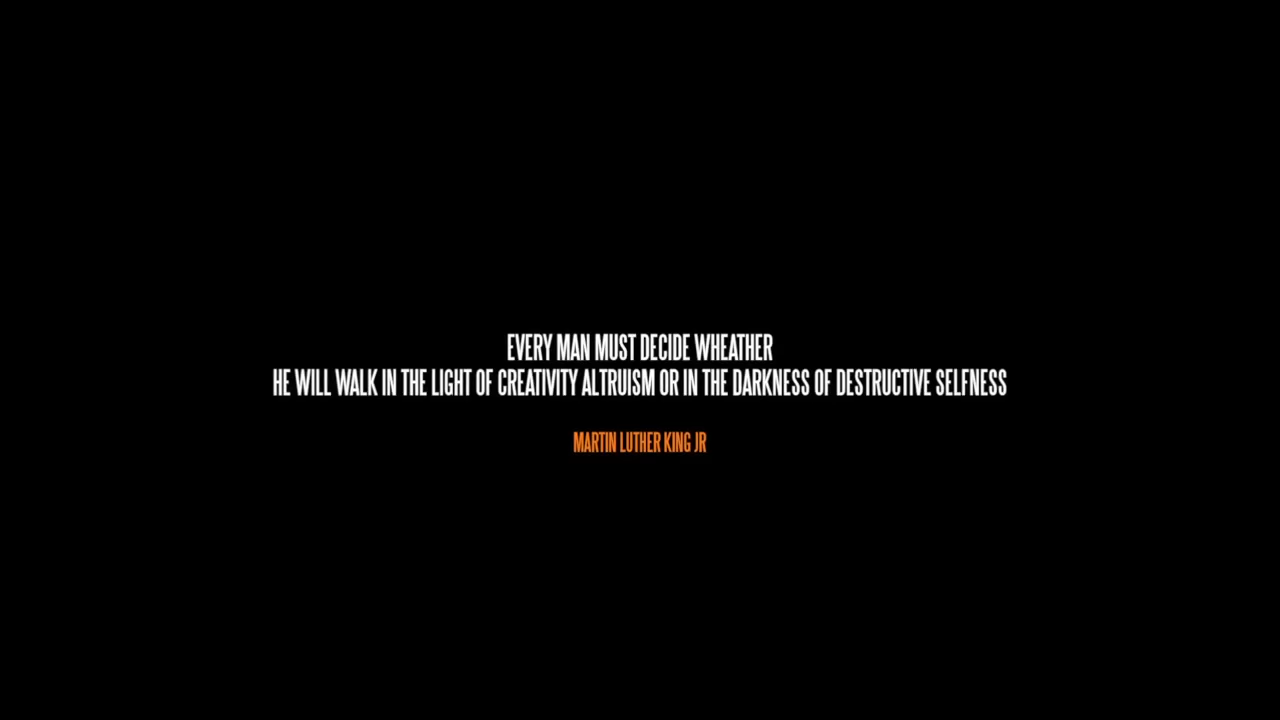 EVERY MAN MUST DECIDE WHEATHER
HE WILL WALK IN THE LIGHT OF CREATIVITY ALTRUISM OR IN THE DARKNESS OF DESTRUCTIVE SELFNESS
MARTIN LUTHER KING JR